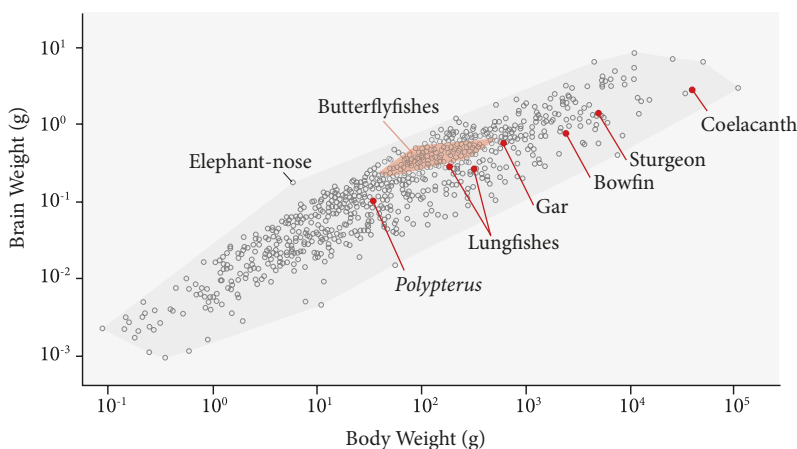 Brain Weight (g)
10¹
10⁰
10⁻¹
10⁻²
10⁻³
Butterflyfishes
Elephant-nose
Coelacanth
Sturgeon
Bowfin
Gar
Lungfishes
Polypterus
10⁻¹ 10⁰ 10¹ 10² 10³ 10⁴ 10⁵
Body Weight (g)